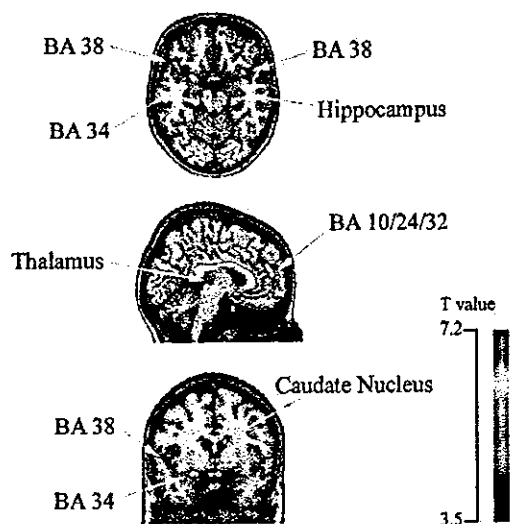 BA 38
BA 38
BA 34
Hippocampus
BA 10/24/32
Thalamus
T value
7.2
Caudate Nucleus
BA 38
BA 34
3.5